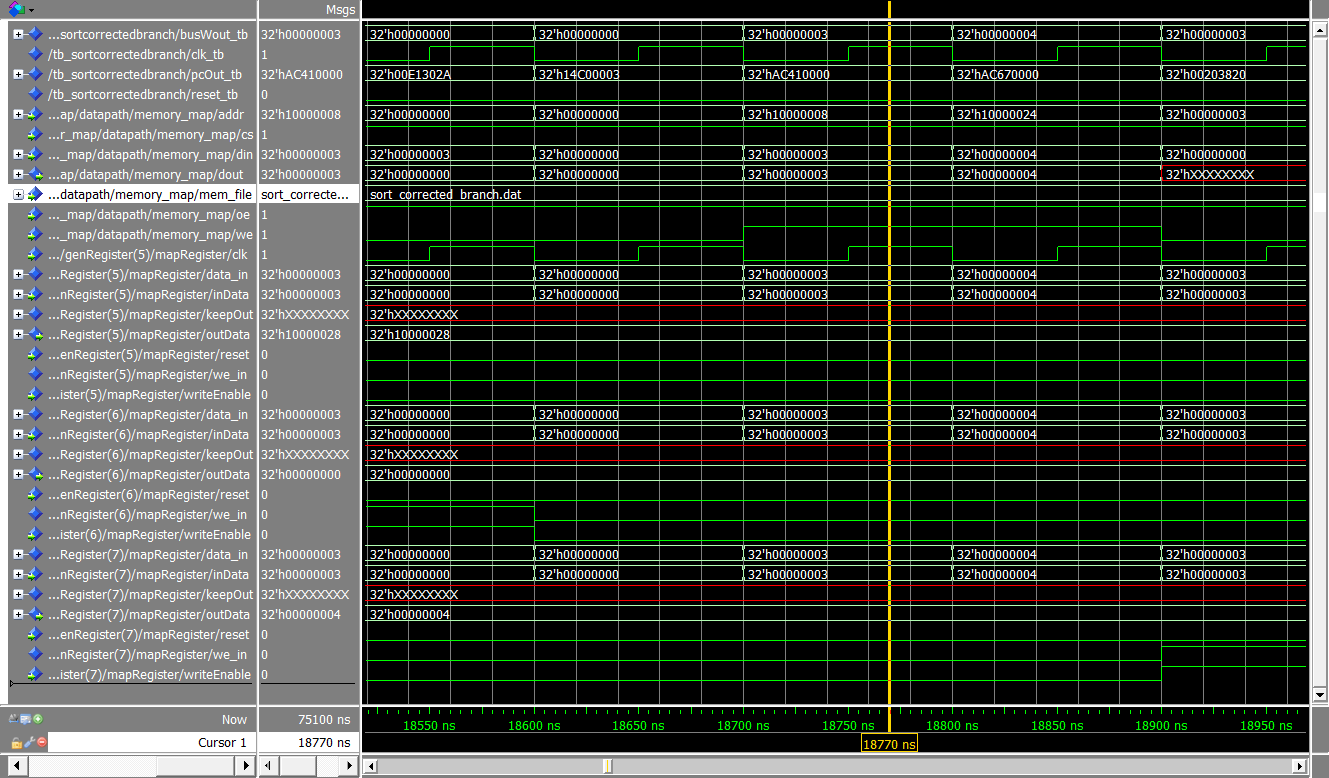 Msgs
...sortcorrectedbranch/busWout_tb 32'h00000003 32'h00000000 32'h00000000 32'h00000003 32'h00000004 32'h00000003
/tb_sortcorrectedbranch/clk_tb 1
/tb_sortcorrectedbranch/pcOut_tb 32'hAC410000 32'h00E1302A 32'h14C00003 32'hAC410000 32'hAC670000 32'h00203820
/tb_sortcorrectedbranch/reset_tb 0
...ap/datapath/memory_map/addr 32'h10000008 32'h00000000 32'h00000000 32'h10000008 32'h10000024 32'h00000003
...r_map/datapath/memory_map/cs 1
..._map/datapath/memory_map/din 32'h00000003 32'h00000003 32'h00000000 32'h00000003 32'h00000004 32'h00000000
...ap/datapath/memory_map/dout 32'h00000003 32'h00000000 32'h00000000 32'h00000003 32'h00000004 32'hXXXXXXXX
...datapath/memory_map/mem_file sort_correcte... sort_corrected_branch.dat
..._map/datapath/memory_map/oe 1
..._map/datapath/memory_map/we 1
.../genRegister(5)/mapRegister/clk 1
...Register(5)/mapRegister/data_in 32'h00000003 32'h00000000 32'h00000000 32'h00000003 32'h00000004 32'h00000003
...nRegister(5)/mapRegister/inData 32'h00000003 32'h00000000 32'h00000000 32'h00000003 32'h00000004 32'h00000003
...Register(5)/mapRegister/keepOut 32'hXXXXXXXX 32'hXXXXXXXX
...Register(5)/mapRegister/outData 32'h10000028 32'h10000028
...enRegister(5)/mapRegister/reset 0
...nRegister(5)/mapRegister/we_in 0
...ister(5)/mapRegister/writeEnable 0
...Register(6)/mapRegister/data_in 32'h00000003 32'h00000000 32'h00000000 32'h00000003 32'h00000004 32'h00000003
...nRegister(6)/mapRegister/inData 32'h00000003 32'h00000000 32'h00000000 32'h00000003 32'h00000004 32'h00000003
...Register(6)/mapRegister/keepOut 32'hXXXXXXXX 32'hXXXXXXXX
...Register(6)/mapRegister/outData 32'h00000000 32'h00000000
...enRegister(6)/mapRegister/reset 0
...nRegister(6)/mapRegister/we_in 0
...ister(6)/mapRegister/writeEnable 0
...Register(7)/mapRegister/data_in 32'h00000003 32'h00000000 32'h00000000 32'h00000003 32'h00000004 32'h00000003
...nRegister(7)/mapRegister/inData 32'h00000003 32'h00000000 32'h00000000 32'h00000003 32'h00000004 32'h00000003
...Register(7)/mapRegister/keepOut 32'hXXXXXXXX 32'hXXXXXXXX
...Register(7)/mapRegister/outData 32'h00000004 32'h00000004
...enRegister(7)/mapRegister/reset 0
...nRegister(7)/mapRegister/we_in 0
...ister(7)/mapRegister/writeEnable 0
Now 75100 ns 18550 ns 18600 ns 18650 ns 18700 ns 18750 ns 18800 ns 18850 ns 18900 ns 18950 ns
Cursor 1 18770 ns 18770 ns